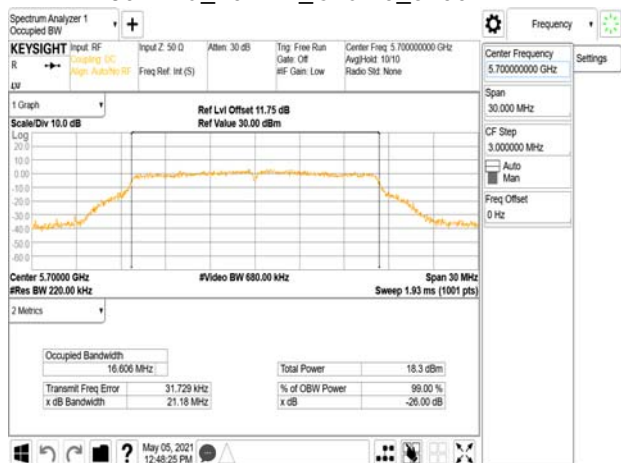 Spectrum Analyzer 1
Occupied BW
Frequency
KEYSIGHT
Input: RF
Coupling: DC
Align: Auto/No RF
Input Z: 50 Ω
Freq Ref: Int (S)
Atten: 30 dB
Trig: Free Run
Gate: Off
#IF Gain: Low
Center Freq: 5.700000000 GHz
Avg|Hold: 10/10
Radio Std: None
R
Center Frequency
5.700000000 GHz
Settings
Span
30.000 MHz
CF Step
3.000000 MHz
Auto
Man
Freq Offset
0 Hz
1 Graph
Scale/Div 10.0 dB
Ref Lvl Offset 11.75 dB
Ref Value 30.00 dBm
Log
20.0
10.0
0.00
-10.0
-20.0
-30.0
-40.0
-50.0
-60.0
Center 5.70000 GHz
#Video BW 680.00 kHz
Span 30 MHz
#Res BW 220.00 kHz
Sweep 1.93 ms (1001 pts)
2 Metrics
Occupied Bandwidth
16.606 MHz
Total Power 18.3 dBm
Transmit Freq Error 31.729 kHz
% of OBW Power 99.00 %
x dB Bandwidth 21.18 MHz
x dB -26.00 dB
?
May 05, 2021
12:48:25 PM